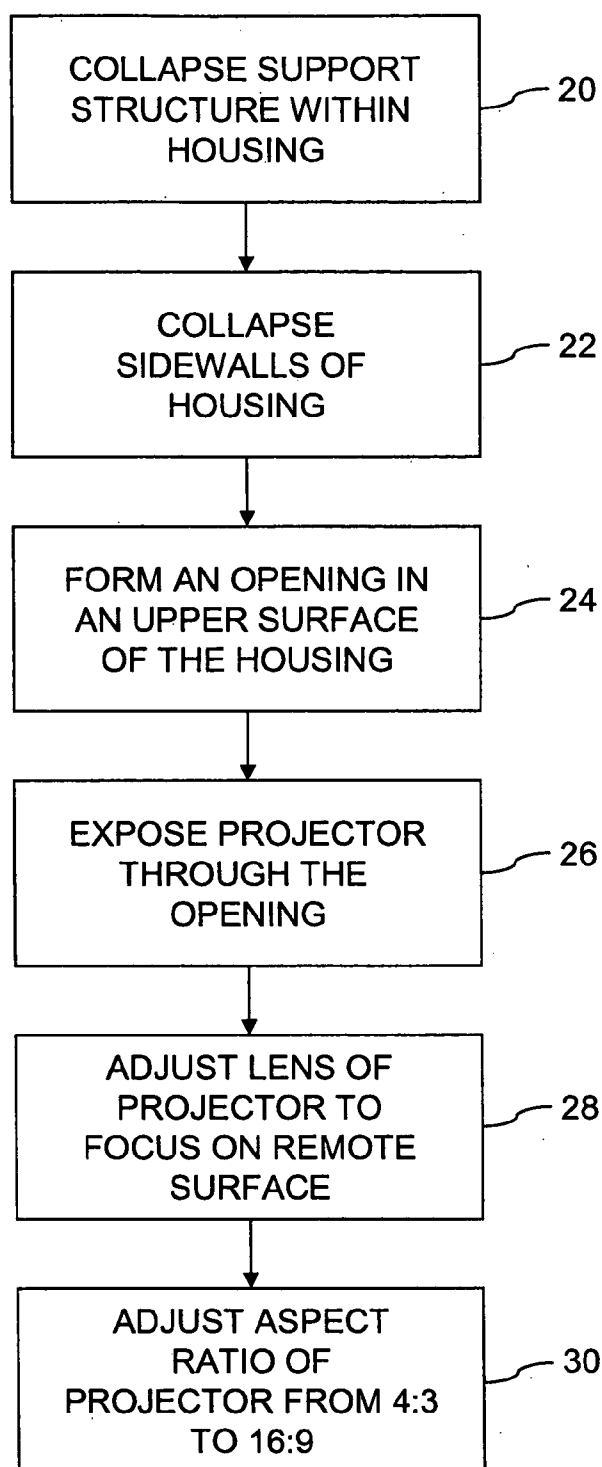 COLLAPSE SUPPORT
STRUCTURE WITHIN
HOUSING
20
COLLAPSE
SIDEWALLS OF
HOUSING
22
FORM AN OPENING IN
AN UPPER SURFACE
OF THE HOUSING
24
EXPOSE PROJECTOR
THROUGH THE
OPENING
26
ADJUST LENS OF
PROJECTOR TO
FOCUS ON REMOTE
SURFACE
28
ADJUST ASPECT
RATIO OF
PROJECTOR FROM 4:3
TO 16:9
30